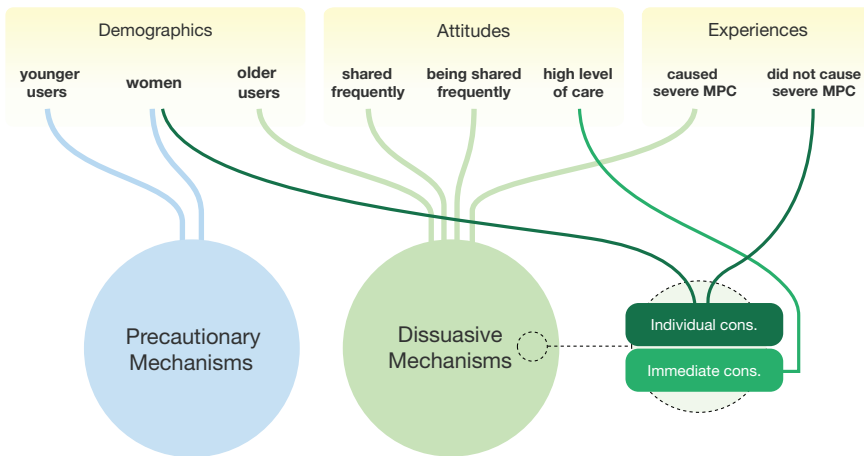 Demographics
younger
users
women
older
users
Attitudes
shared
frequently
being shared
frequently
high level
of care
Experiences
caused
severe MPC
did not cause
severe MPC
Precautionary
Mechanisms
Dissuasive
Mechanisms
Individual cons.
Immediate cons.